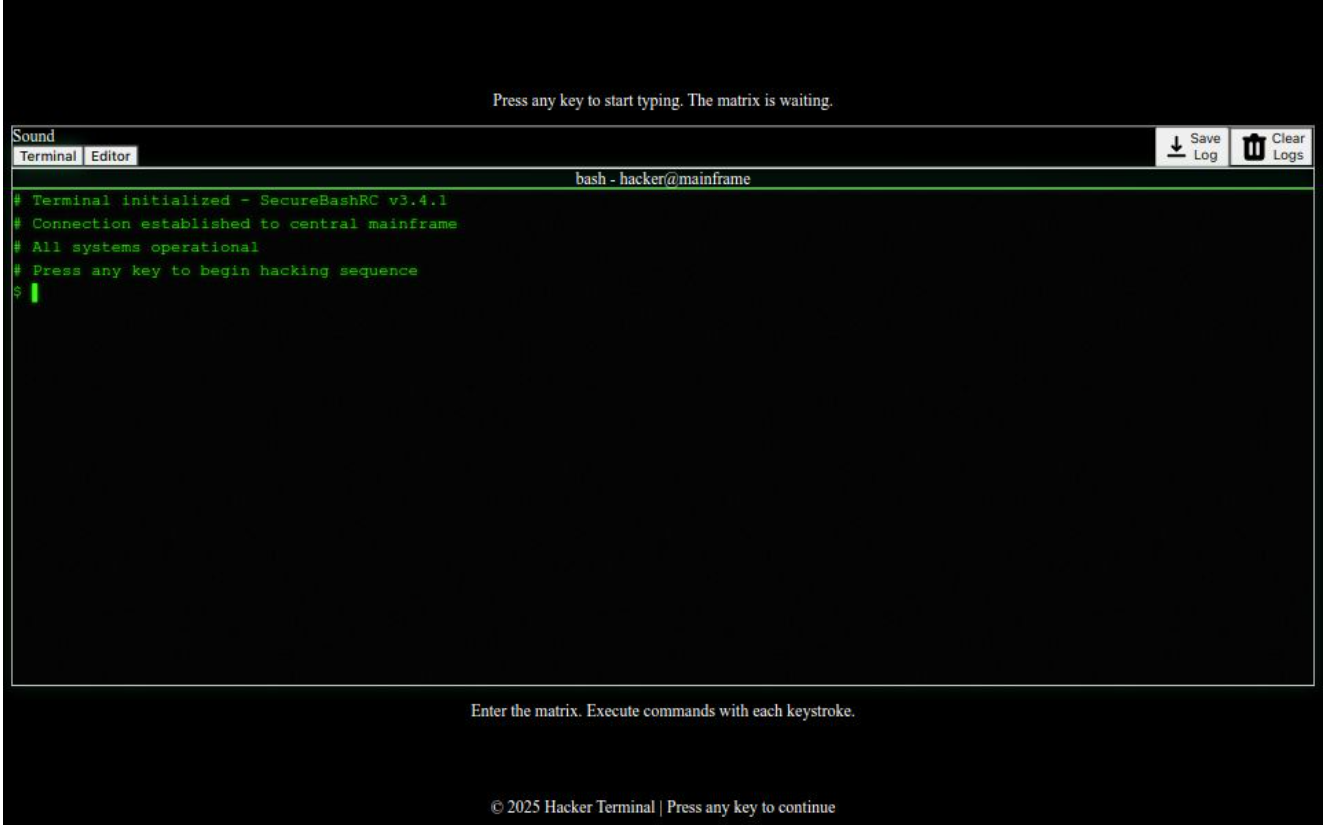 Press any key to start typing. The matrix is waiting.
Sound
Terminal Editor
Save
Log
Clear
Logs
bash - hacker@mainframe
# Terminal initialized - SecureBashRC v3.4.1
# Connection established to central mainframe
# All systems operational
# Press any key to begin hacking sequence
$
Enter the matrix. Execute commands with each keystroke.
© 2025 Hacker Terminal | Press any key to continue